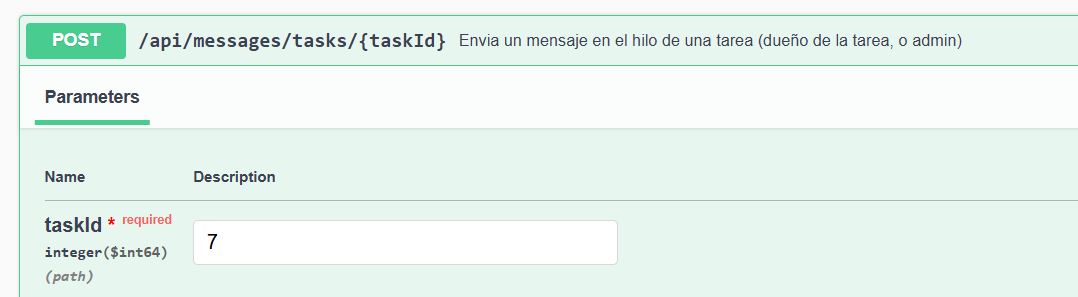 POST /api/messages/tasks/{taskId} Envia un mensaje en el hilo de una tarea (dueño de la tarea, o admin)
Parameters
Name Description
taskId * required
7
integer($int64)
(path)